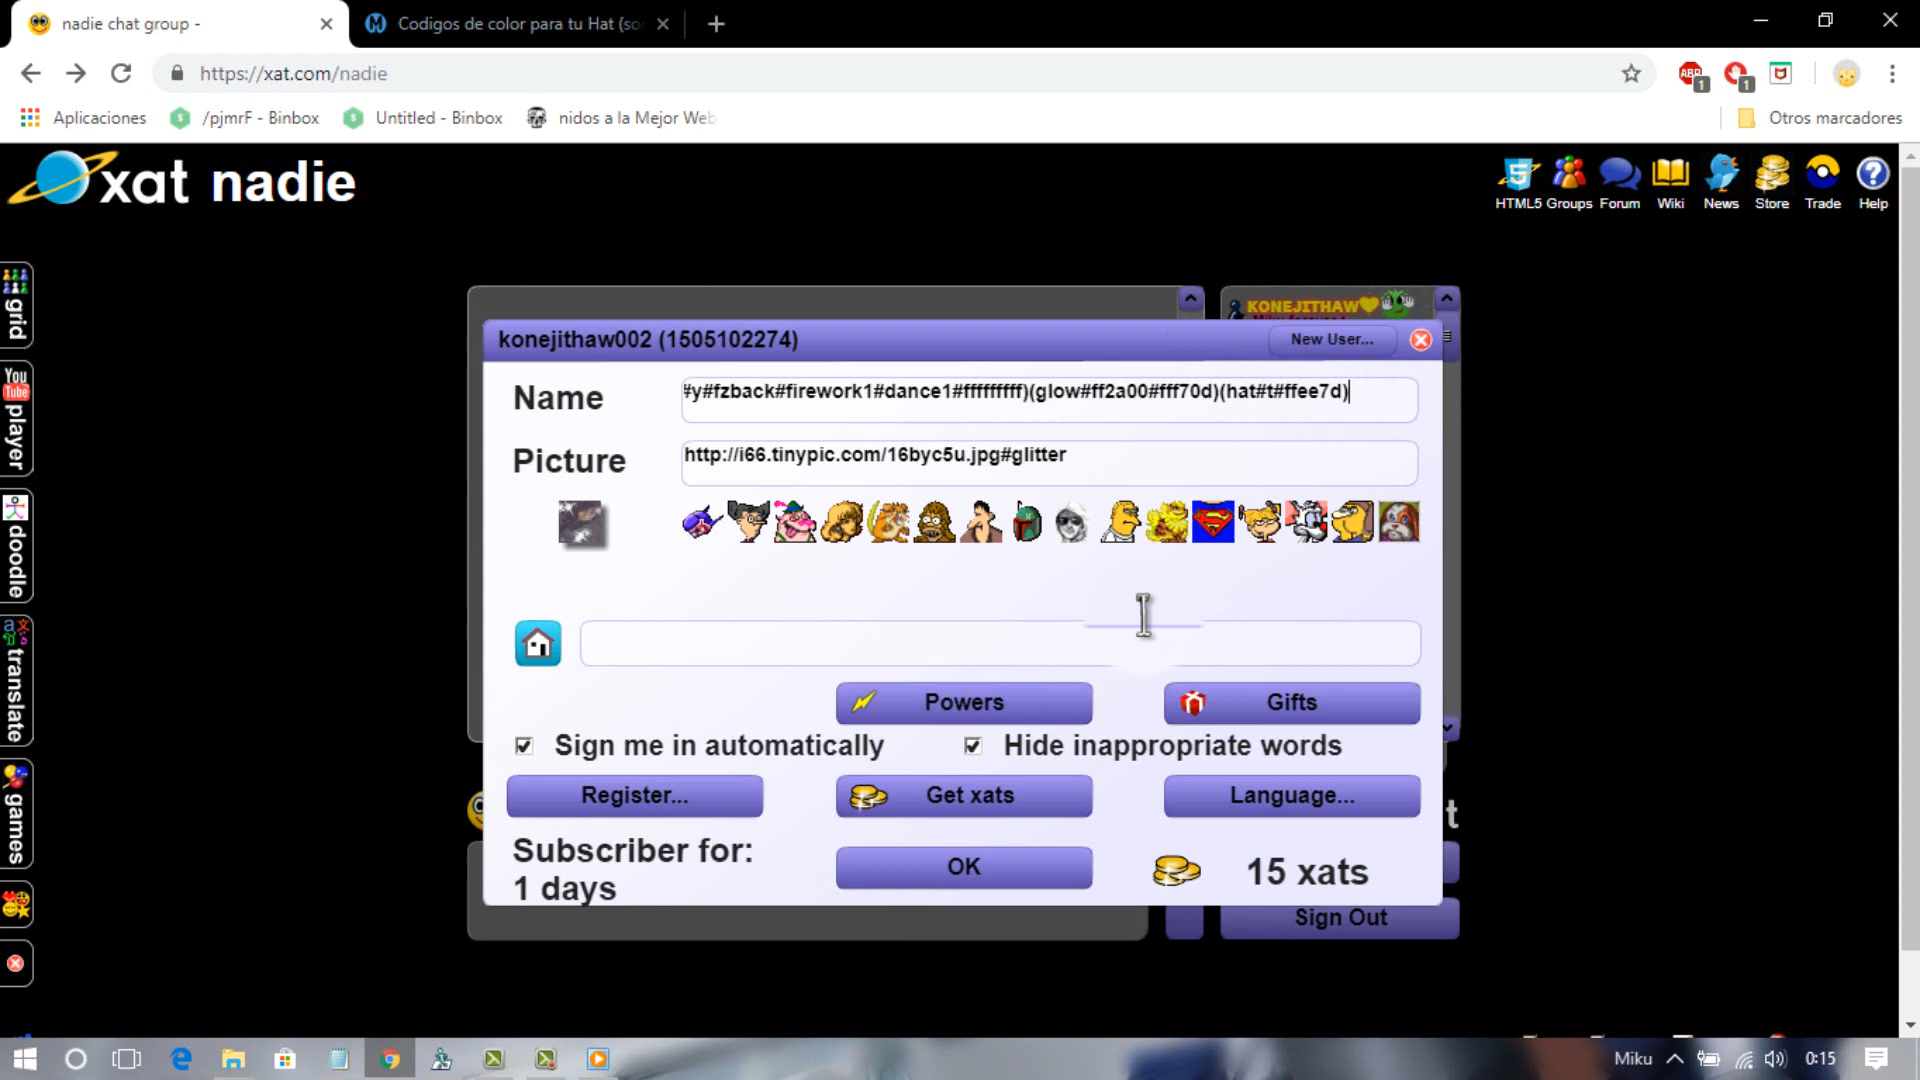 nadie chat group -
Codigos de color para tu Hat (so
https://xat.com/nadie
ABP 1 1
Aplicaciones
/pjmrF - Binbox
Untitled - Binbox
nidos a la Mejor Web
Otros marcadores
xat nadie
HTML5 Groups Forum Wiki News Store Trade Help
grid
You Tube player
doodle
translate
games
KONEJITHAW
konejithaw002 (1505102274)
New User...
Name
#y#fzback#firework1#dance1#fffffffff)(glow#ff2a00#fff70d)(hat#t#ffee7d)
Picture
http://i66.tinypic.com/16byc5u.jpg#glitter
Powers
Gifts
Sign me in automatically
Hide inappropriate words
Register...
Get xats
Language...
t
Subscriber for:
1 days
OK
15 xats
Sign Out
Miku
0:15